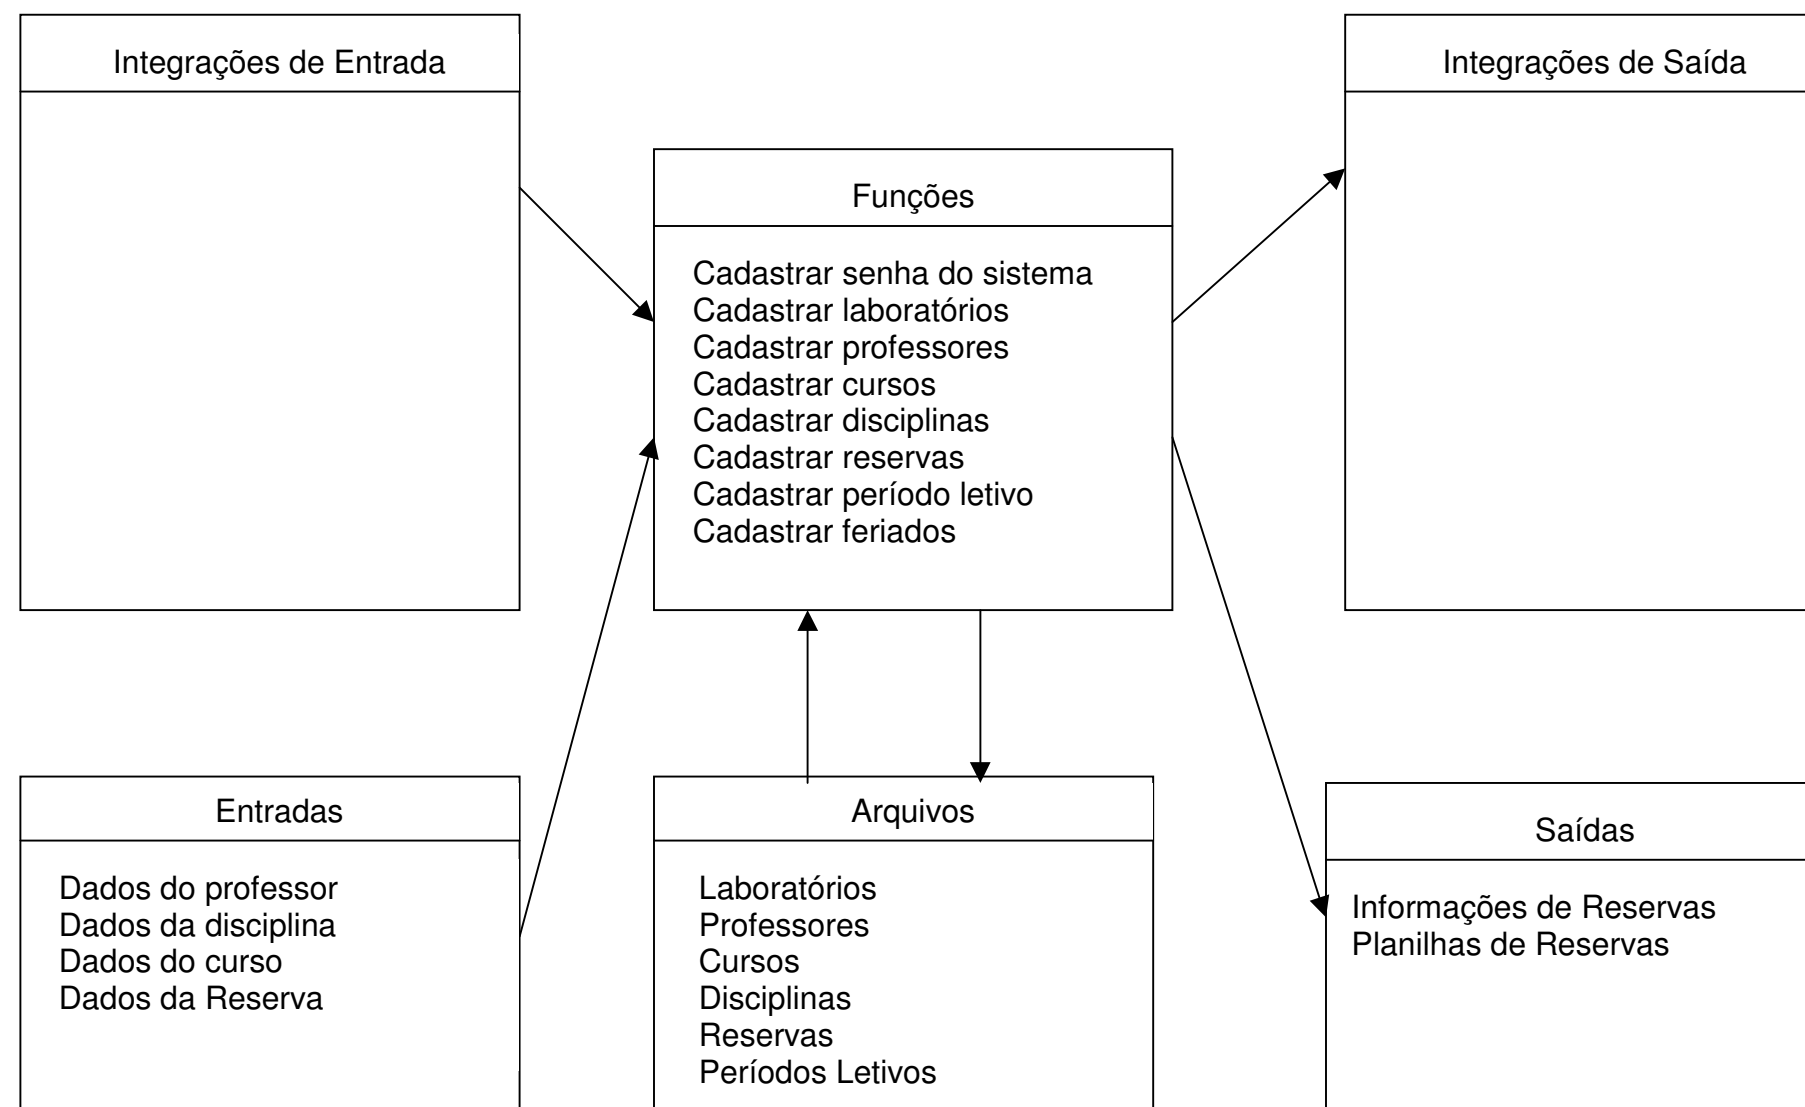 Integrações de Entrada
Integrações de Saída
Funções
Cadastrar senha do sistema
Cadastrar laboratórios
Cadastrar professores
Cadastrar cursos
Cadastrar disciplinas
Cadastrar reservas
Cadastrar período letivo
Cadastrar feriados
Entradas
Dados do professor
Dados da disciplina
Dados do curso
Dados da Reserva
Arquivos
Laboratórios
Professores
Cursos
Disciplinas
Reservas
Períodos Letivos
Saídas
Informações de Reservas
Planilhas de Reservas